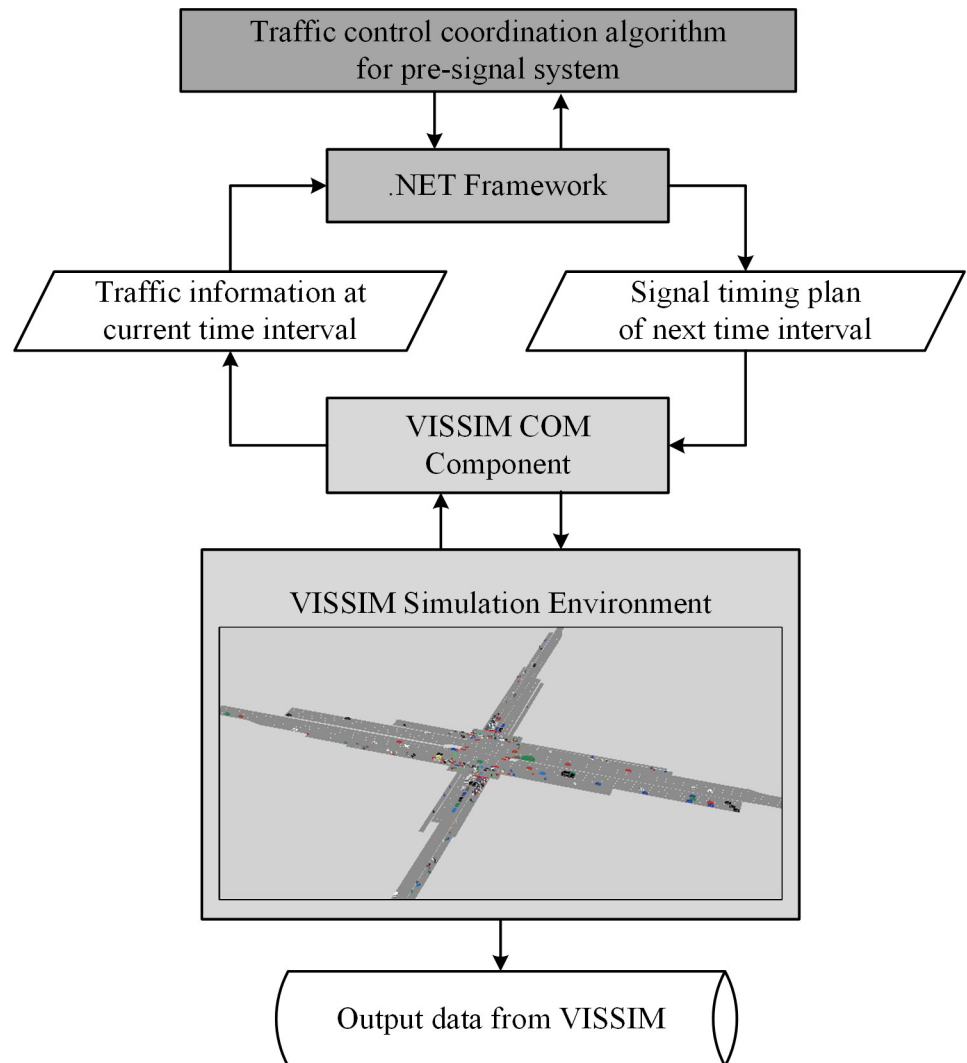 Traffic control coordination algorithm
for pre-signal system
.NET Framework
Traffic information at
current time interval
Signal timing plan
of next time interval
VISSIM COM
Component
VISSIM Simulation Environment
Output data from VISSIM